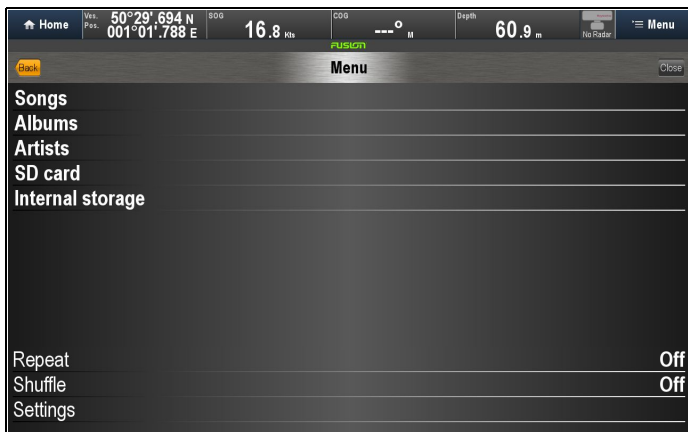 Home
Ves. Pos. 50°29'.694 N 001°01'.788 E
SOG 16.8 Kts
COG ---° M
Depth 60.9 m
No Radar
Menu
FUSION
Back
Menu
Close
Songs
Albums
Artists
SD card
Internal storage
Repeat Off
Shuffle Off
Settings